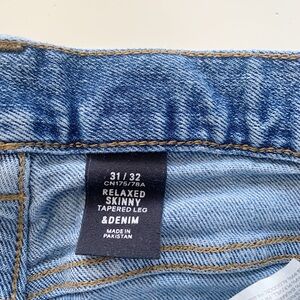 31 / 32
CN175/78A
RELAXED
SKINNY
TAPERED LEG
&DENIM
MADE IN
PAKISTAN